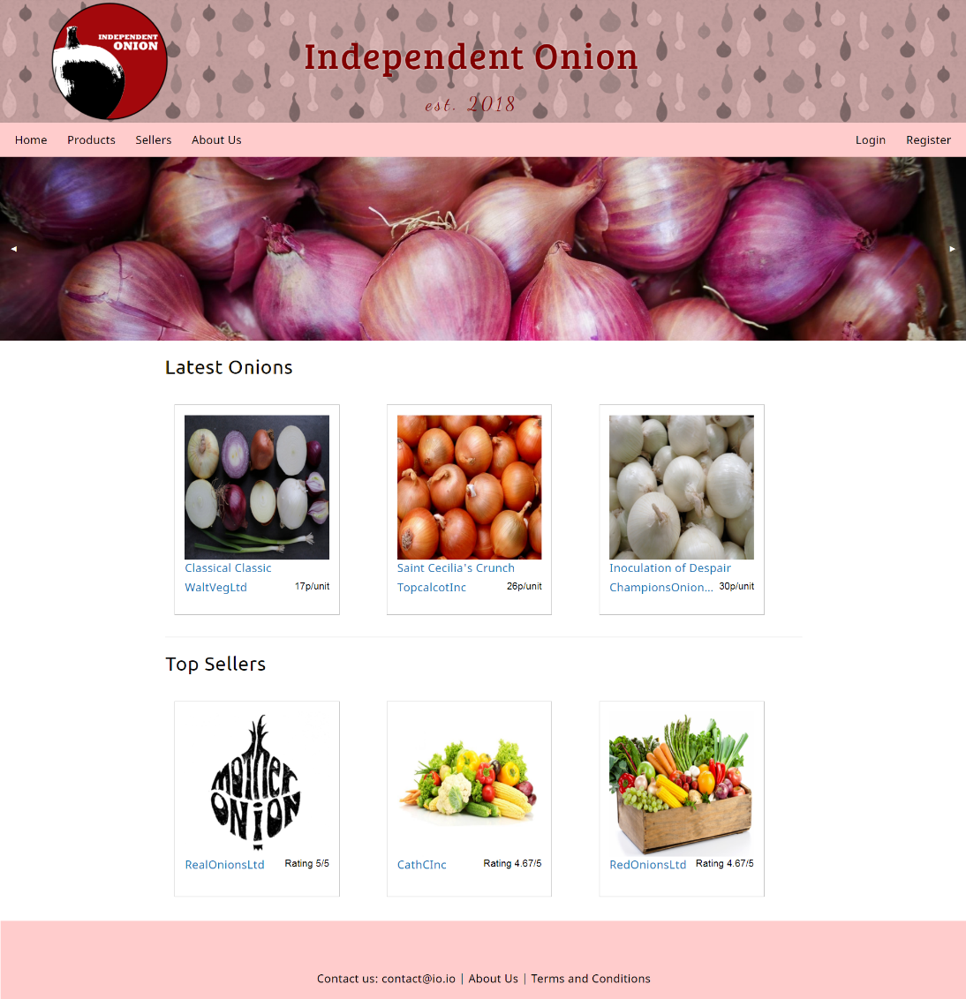 INDEPENDENT
ONION
Independent Onion
est. 2018
Home Products Sellers About Us Login Register
◄ ►
Latest Onions
Classical Classic
WaltVegLtd 17p/unit
Saint Cecilia's Crunch
TopcalcotInc 26p/unit
Inoculation of Despair
ChampionsOnion... 30p/unit
Top Sellers
MOTHER
ONION
RealOnionsLtd Rating 5/5
CathCInc Rating 4.67/5
RedOnionsLtd Rating 4.67/5
Contact us: contact@io.io | About Us | Terms and Conditions